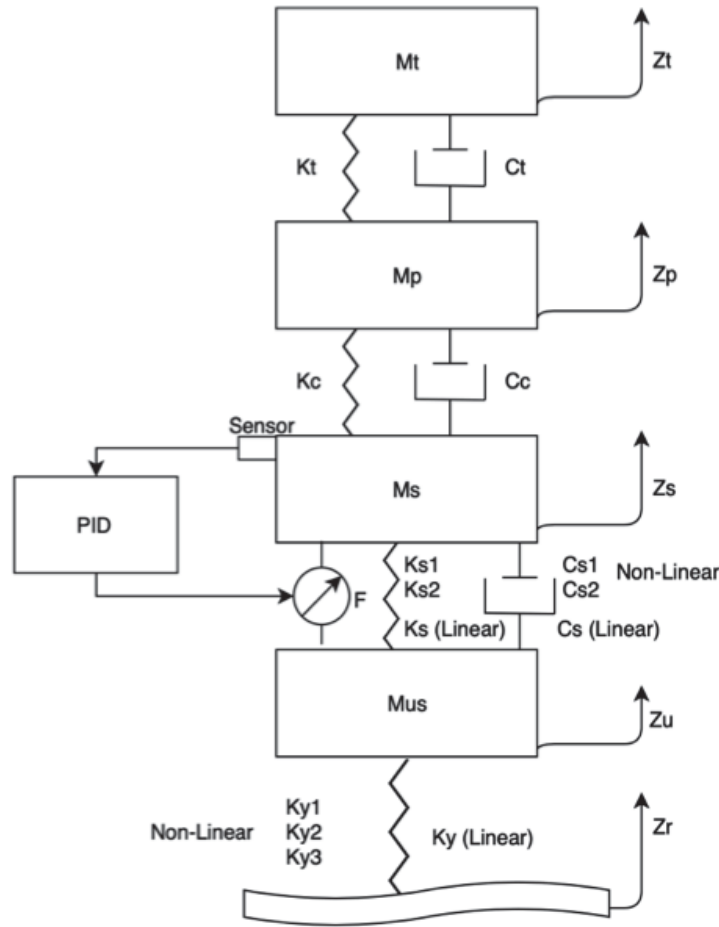 Mt
Zt
Kt
Ct
Mp
Zp
Kc
Cc
Sensor
Ms
Zs
PID
Ks1
Ks2
Cs1
Cs2
Non-Linear
F
Ks (Linear)
Cs (Linear)
Mus
Zu
Non-Linear
Ky1
Ky2
Ky3
Ky (Linear)
Zr